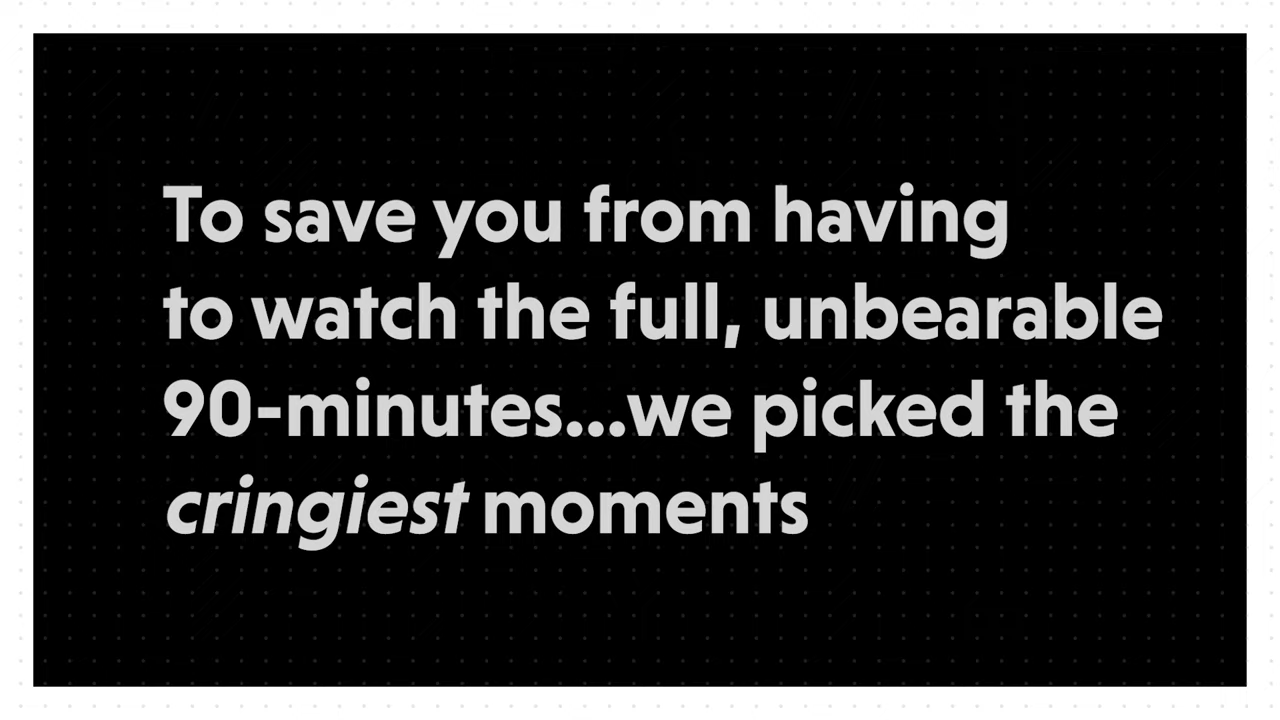 To save you from having
to watch the full, unbearable
90-minutes...we picked the
cringiest moments